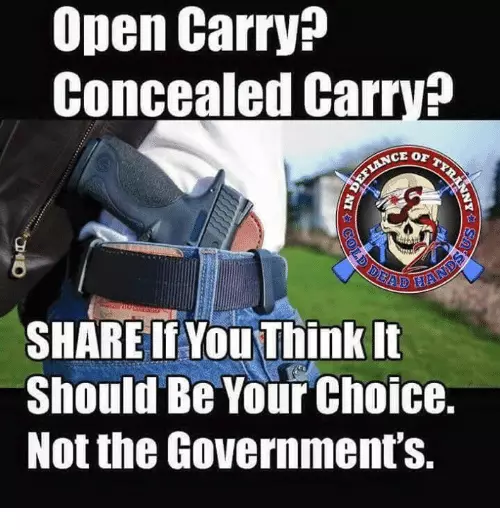 Open Carry?
Concealed Carry?
IN DEFIANCE OF TYRANNY
COLD DEAD HANDS.US
SHARE If You Think It
Should Be Your Choice.
Not the Government's.